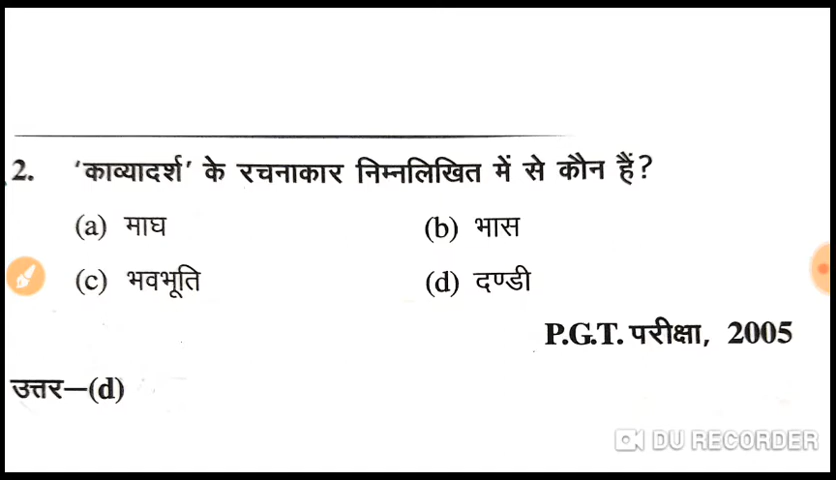 2. 'काव्यादर्श' के रचनाकार निम्नलिखित में से कौन हैं?
(a) माघ (b) भास
(c) भवभूति (d) दण्डी
P.G.T. परीक्षा, 2005
उत्तर—(d)
DU RECORDER